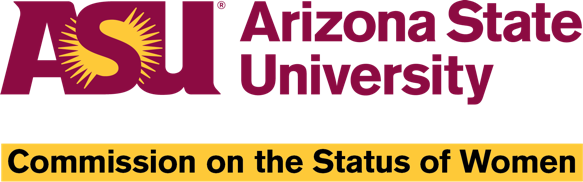 ASU® Arizona State
University
Commission on the Status of Women